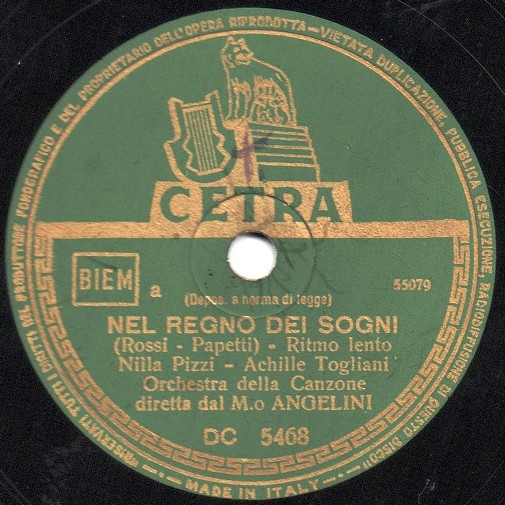 «RISERVATI TUTTI I DIRITTI DEL PRODUTTORE FONOGRAFICO E DEL PROPRIETARIO DELL'OPERA RIPRODOTTA - VIETATA DUPLICAZIONE, PUBBLICA ESECUZIONE, RADIODIFFUSIONE DI QUESTO DISCO»
CETRA
BIEM
a
55079
(Depos. a norma di legge)
NEL REGNO DEI SOGNI
(Rossi - Papetti) - Ritmo lento
Nilla Pizzi - Achille Togliani
Orchestra della Canzone
diretta dal M.o ANGELINI
DC 5468
- MADE IN ITALY -